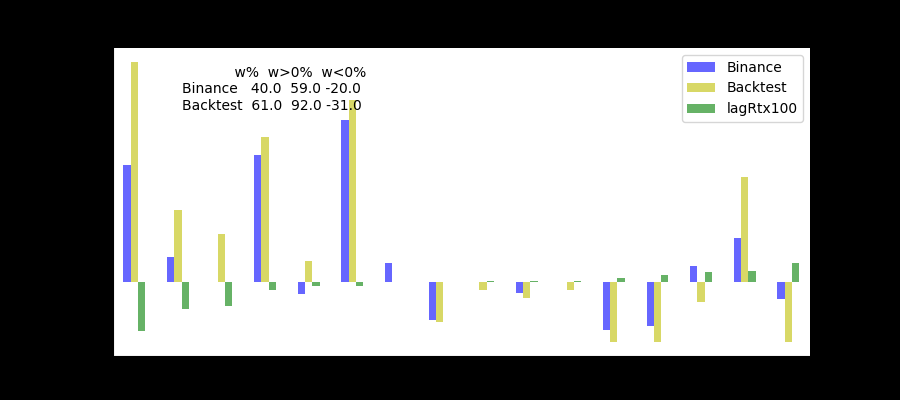 w% w>0% w<0%
Binance 40.0 59.0 -20.0
Backtest 61.0 92.0 -31.0
Binance
Backtest
lagRtx100